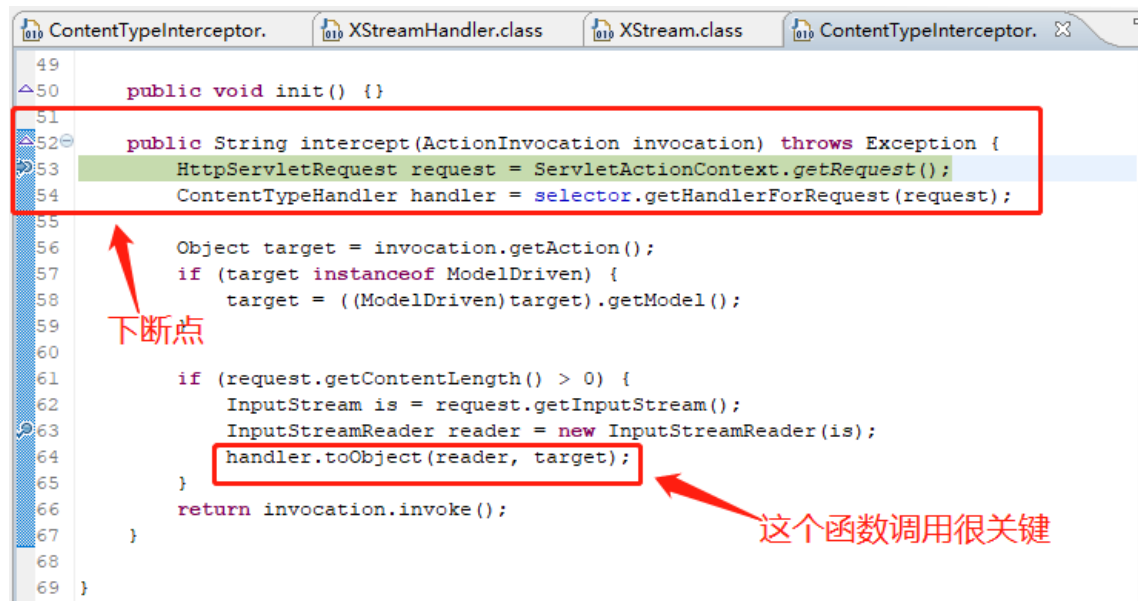 ContentTypeInterceptor. XStreamHandler.class XStream.class ContentTypeInterceptor.
49
50 public void init() {}
51
52 public String intercept(ActionInvocation invocation) throws Exception {
53 HttpServletRequest request = ServletActionContext.getRequest();
54 ContentTypeHandler handler = selector.getHandlerForRequest(request);
55
56 Object target = invocation.getAction();
57 if (target instanceof ModelDriven) {
58 target = ((ModelDriven)target).getModel();
59 }
下断点
60
61 if (request.getContentLength() > 0) {
62 InputStream is = request.getInputStream();
63 InputStreamReader reader = new InputStreamReader(is);
64 handler.toObject(reader, target);
65 }
66 return invocation.invoke();
这个函数调用很关键
67 }
68
69 }